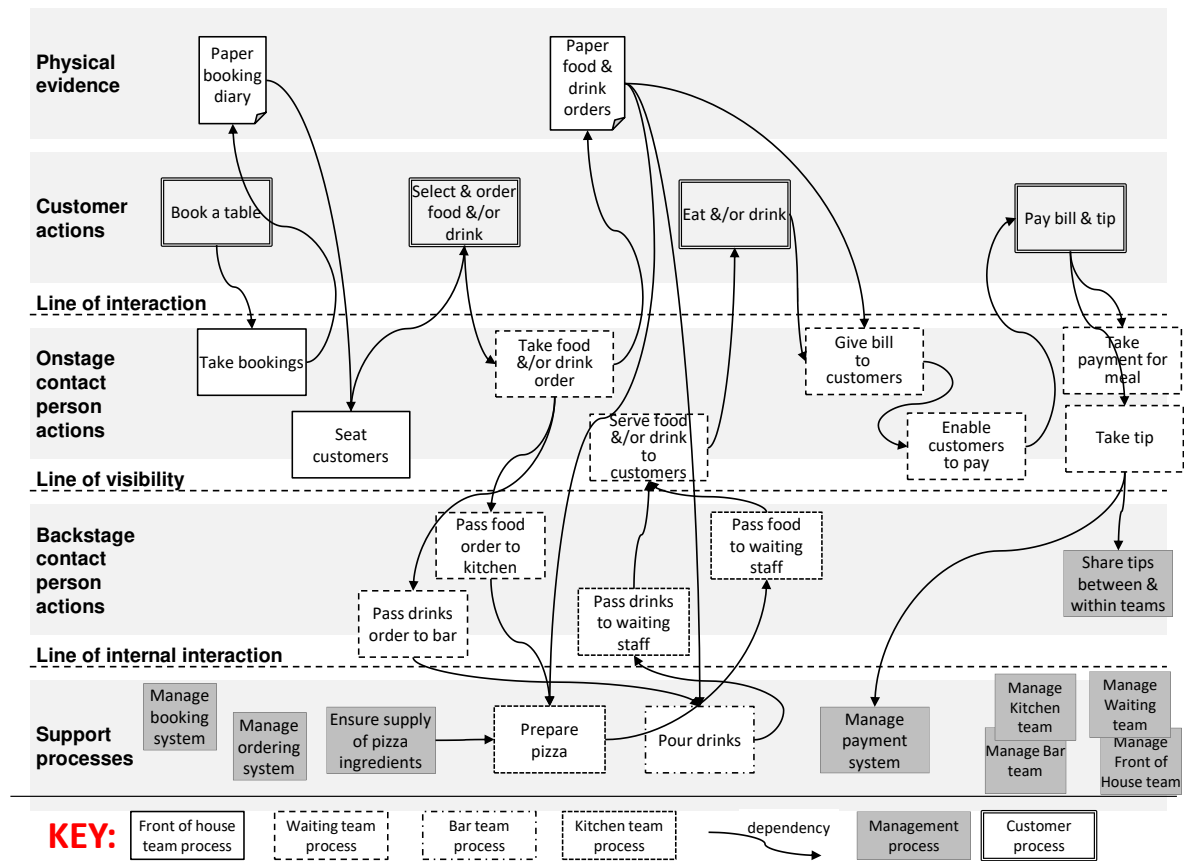 Physical
evidence
Paper
booking
diary
Paper
food &
drink
orders
Customer
actions
Book a table
Select & order
food &/or
drink
Eat &/or drink
Pay bill & tip
Line of interaction
Onstage
contact
person
actions
Take bookings
Seat
customers
Take food
&/or drink
order
Serve food
&/or drink
to
customers
Give bill
to
customers
Enable
customers
to pay
Take
payment for
meal
Take tip
Line of visibility
Backstage
contact
person
actions
Pass food
order to
kitchen
Pass drinks
order to bar
Pass drinks
to waiting
staff
Pass food
to waiting
staff
Share tips
between &
within teams
Line of internal interaction
Support
processes
Manage
booking
system
Manage
ordering
system
Ensure supply
of pizza
ingredients
Prepare
pizza
Pour drinks
Manage
payment
system
Manage
Kitchen
team
Manage Bar
team
Manage
Waiting
team
Manage
Front of
House team
KEY:
Front of house
team process
Waiting team
process
Bar team
process
Kitchen team
process
dependency
Management
process
Customer
process